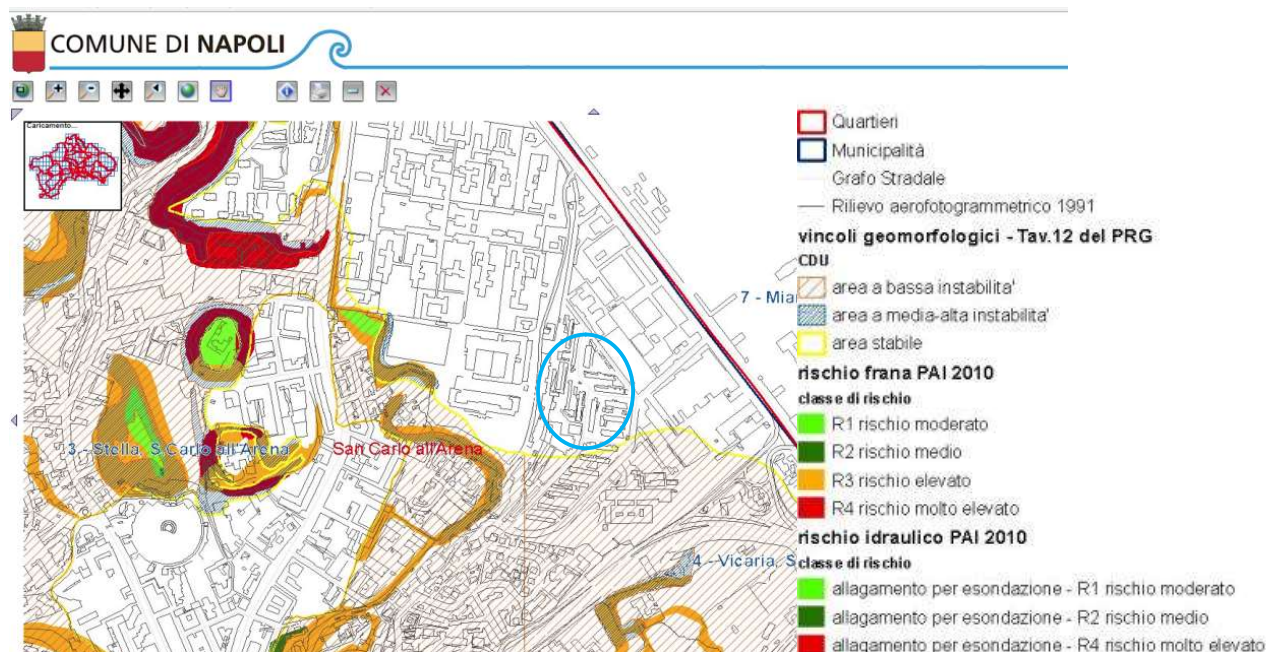 COMUNE DI NAPOLI
Caricamento...
7 - Mia
3 - Stella, S.Carlo all'Arena
San Carlo all'Arena
4 - Vicaria, S
Quartieri
Municipalità
Grafo Stradale
Rilievo aerofotogrammetrico 1991
vincoli geomorfologici - Tav.12 del PRG
CDU
area a bassa instabilita'
area a media-alta instabilita'
area stabile
rischio frana PAI 2010
classe di rischio
R1 rischio moderato
R2 rischio medio
R3 rischio elevato
R4 rischio molto elevato
rischio idraulico PAI 2010
classe di rischio
allagamento per esondazione - R1 rischio moderato
allagamento per esondazione - R2 rischio medio
allagamento per esondazione - R4 rischio molto elevato